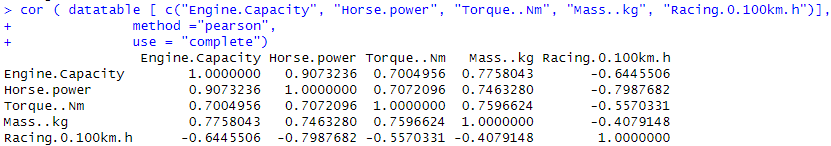 > cor ( datatable [ c("Engine.Capacity", "Horse.power", "Torque..Nm", "Mass..kg", "Racing.0.100km.h")],
+ method ="pearson",
+ use = "complete")
Engine.Capacity Horse.power Torque..Nm Mass..kg Racing.0.100km.h
Engine.Capacity 1.0000000 0.9073236 0.7004956 0.7758043 -0.6445506
Horse.power 0.9073236 1.0000000 0.7072096 0.7463280 -0.7987682
Torque..Nm 0.7004956 0.7072096 1.0000000 0.7596624 -0.5570331
Mass..kg 0.7758043 0.7463280 0.7596624 1.0000000 -0.4079148
Racing.0.100km.h -0.6445506 -0.7987682 -0.5570331 -0.4079148 1.0000000